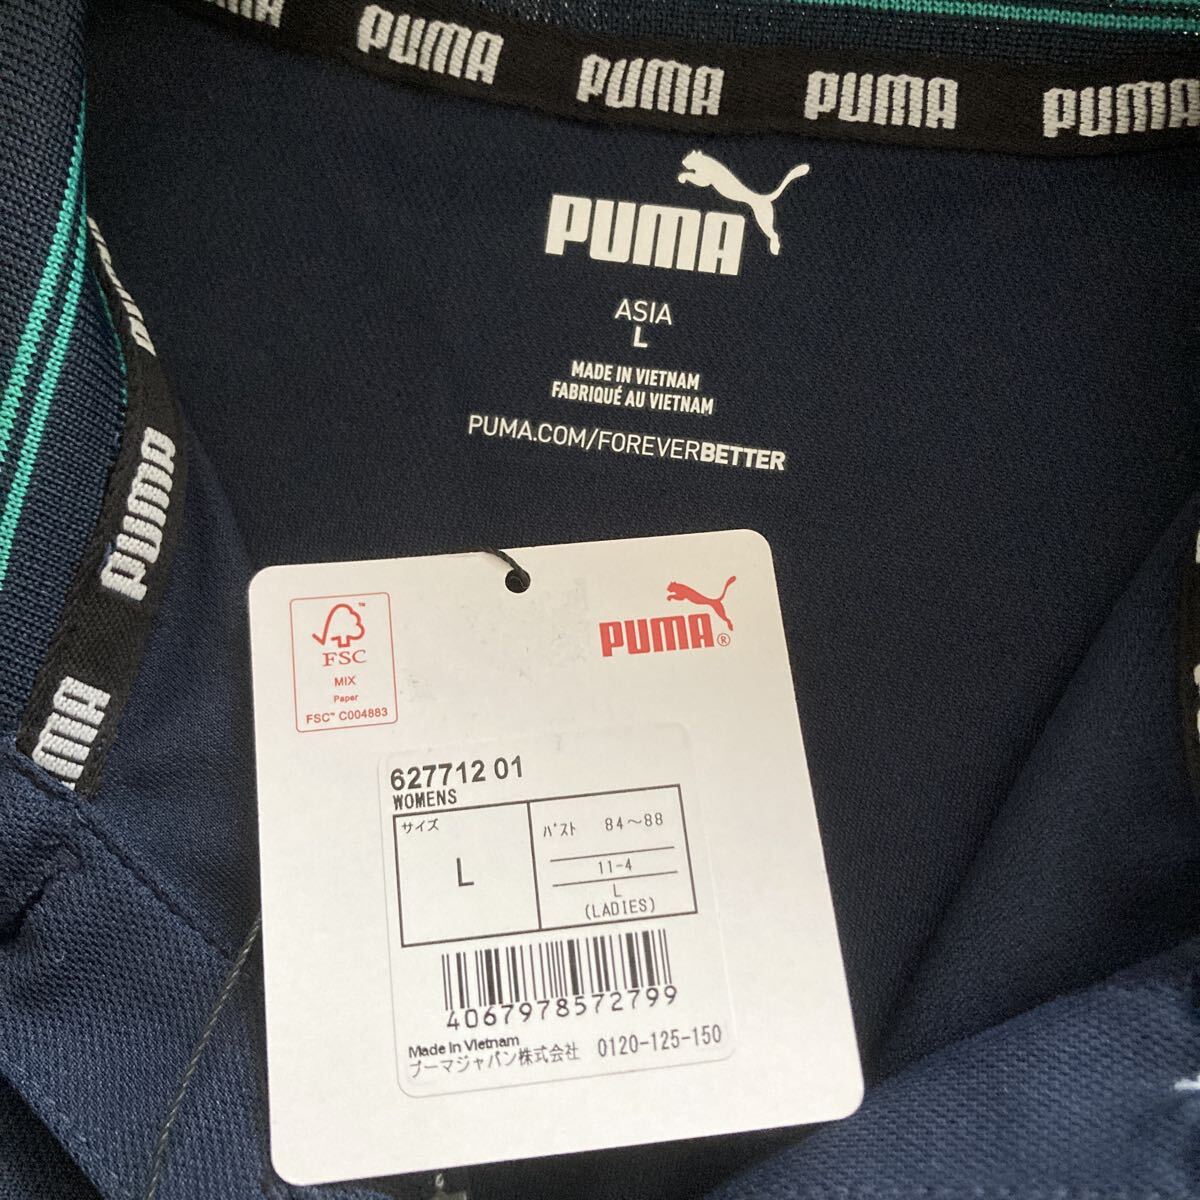 PUMA PUMA PUMA PUMA
PUMA
ASIA
L
MADE IN VIETNAM
FABRIQUÉ AU VIETNAM
PUMA.COM/FOREVERBETTER
PUMA
FSC
MIX
Paper
FSC™ C004883
PUMA®
627712 01
WOMENS
サイズ
L
バスト 84～88
11-4
L
(LADIES)
4067978572799
Made in Vietnam
プーマジャパン株式会社 0120-125-150